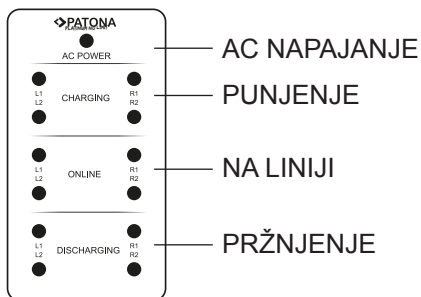 PATONA
AC POWER
AC NAPAJANJE
L1 L2
CHARGING
R1 R2
PUNJENJE
L1 L2
ONLINE
R1 R2
NA LINIJI
L1 L2
DISCHARGING
R1 R2
PRŽNJENJE